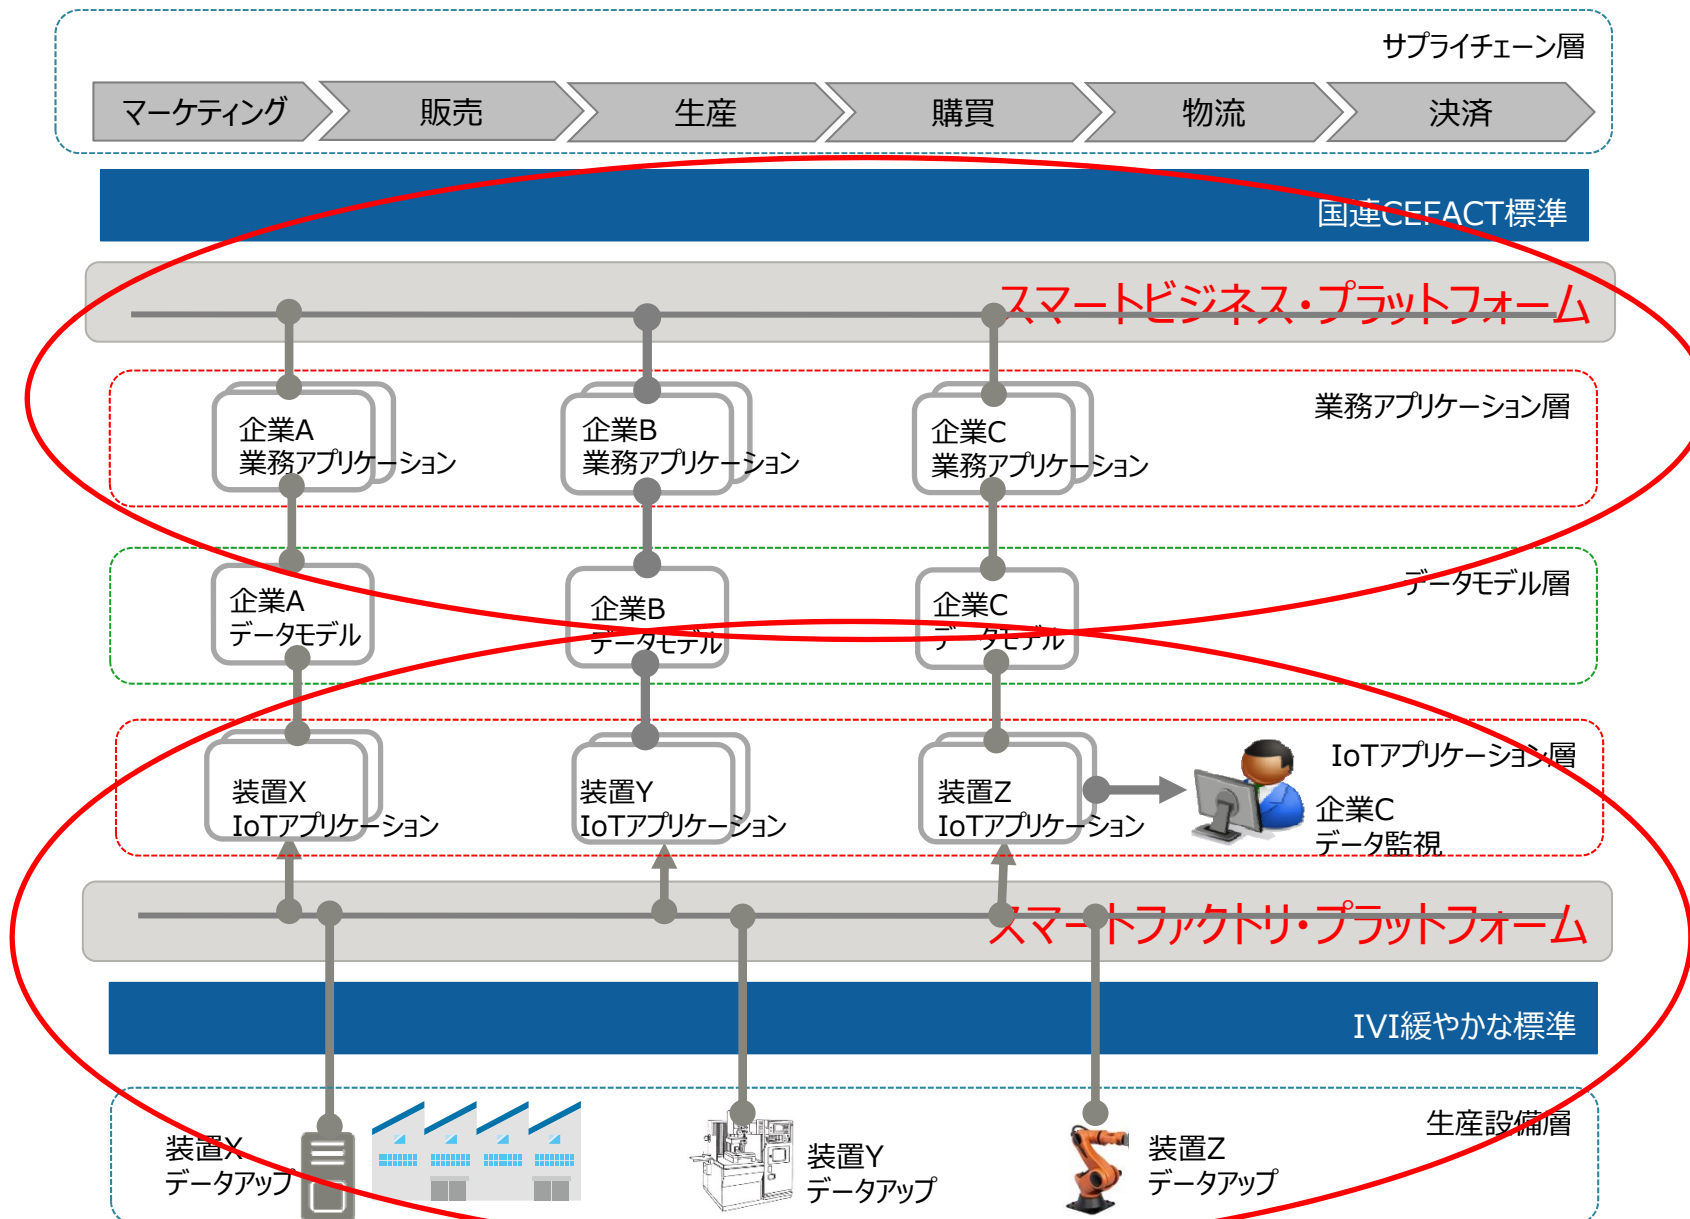 サプライチェーン層
マーケティング
販売
生産
購買
物流
決済
国連CEFACT標準
スマートビジネス・プラットフォーム
業務アプリケーション層
企業A
業務アプリケーション
企業B
業務アプリケーション
企業C
業務アプリケーション
データモデル層
企業A
データモデル
企業B
データモデル
企業C
データモデル
IoTアプリケーション層
装置X
IoTアプリケーション
装置Y
IoTアプリケーション
装置Z
IoTアプリケーション
企業C
データ監視
スマートファクトリ・プラットフォーム
IVI緩やかな標準
生産設備層
装置X
データアップ
装置Y
データアップ
装置Z
データアップ